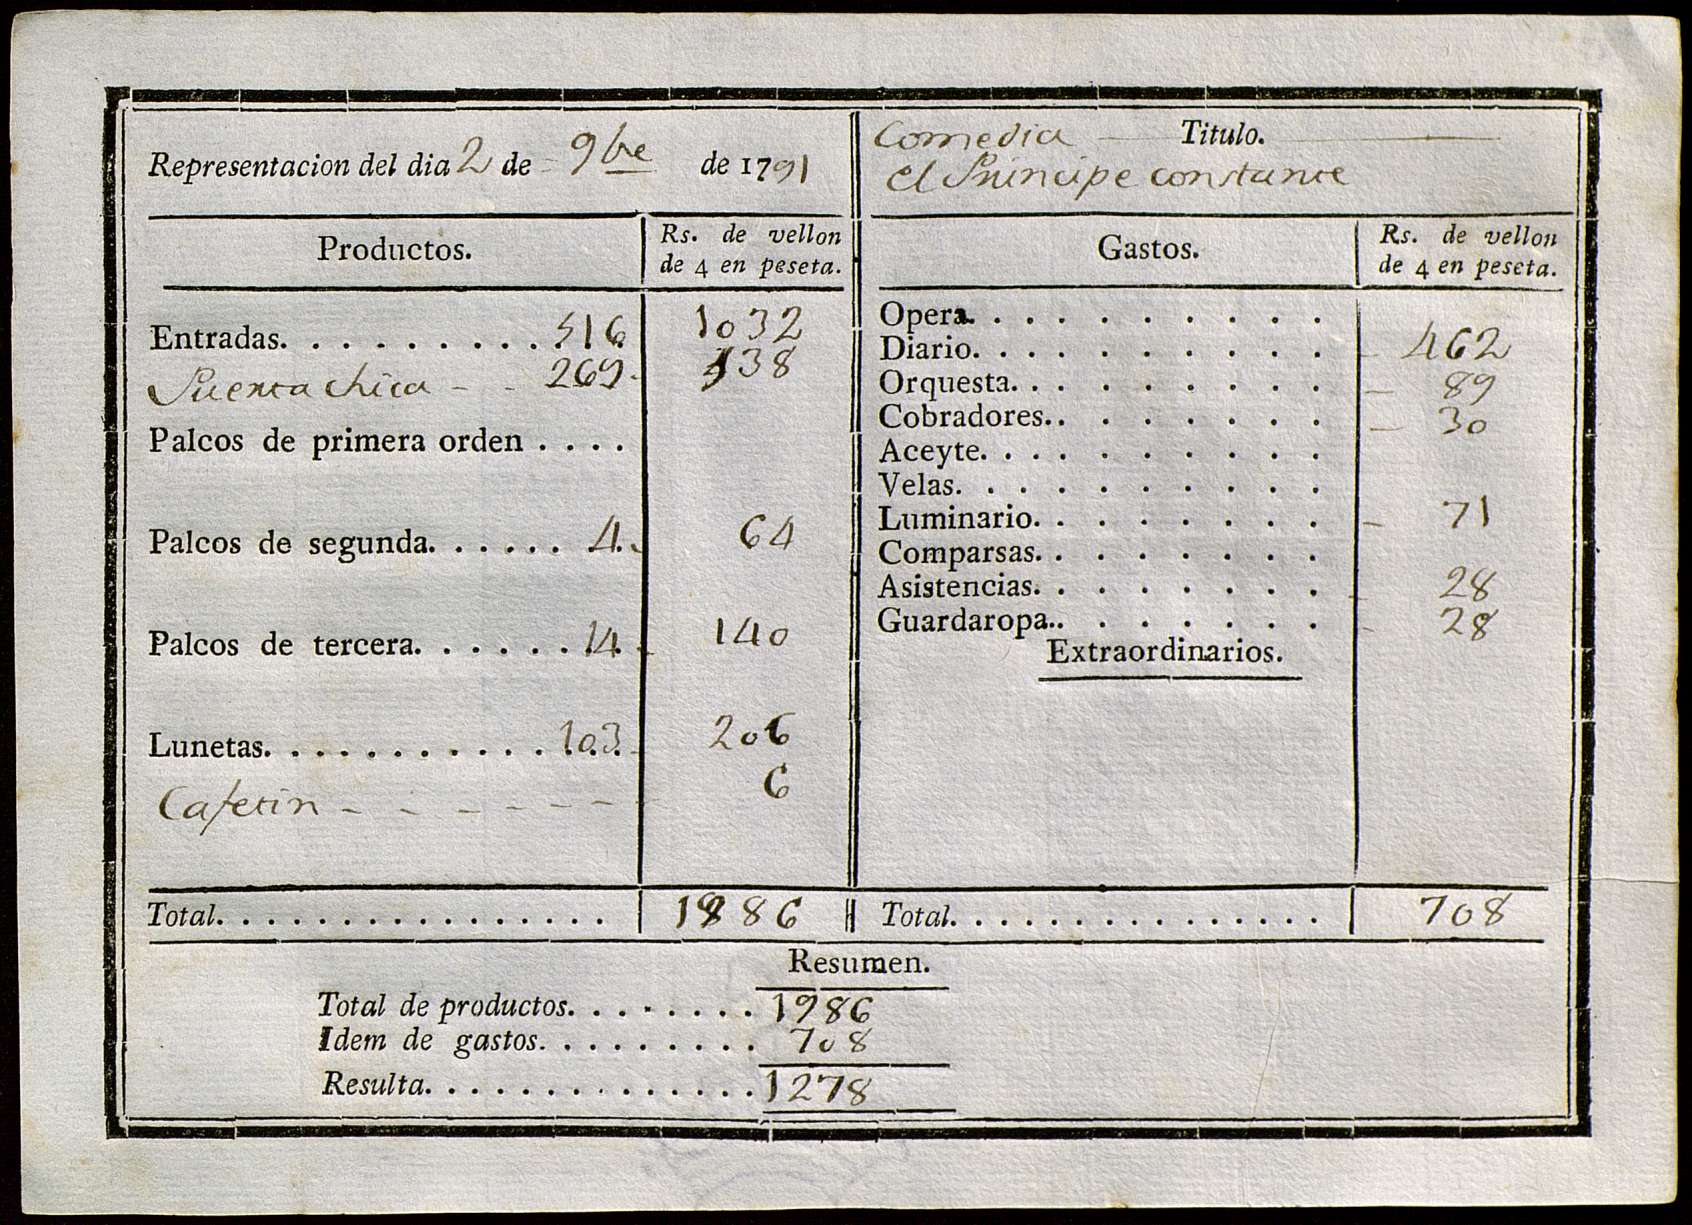 Representacion del dia 2 de 9bre de 1791
Productos.
Rs. de vellon
de 4 en peseta.
Entradas. . . . . . . . . . 516 1032
Puerta chica - - 269 538
Palcos de primera orden . . . .
Palcos de segunda. . . . . . 4 64
Palcos de tercera. . . . . . 14 140
Lunetas. . . . . . . . . . . 103 206
Cafetin - - - - - - - 6
Total. . . . . . . . . . . . . . . . 1986
Comedia Titulo.
el Principe constante
Gastos.
Rs. de vellon
de 4 en peseta.
Opera. . . . . . . . . .
Diario. . . . . . . . . . 462
Orquesta. . . . . . . . . 89
Cobradores. . . . . . . . 30
Aceyte. . . . . . . . . .
Velas. . . . . . . . . .
Luminario. . . . . . . . 71
Comparsas. . . . . . . .
Asistencias. . . . . . . . 28
Guardaropa. . . . . . . . 28
Extraordinarios.
Total. . . . . . . . . . . . . . . 708
Resumen.
Total de productos. . . . . . . . . 1986
Idem de gastos. . . . . . . . . . 708
Resulta. . . . . . . . . . . . . . . 1278